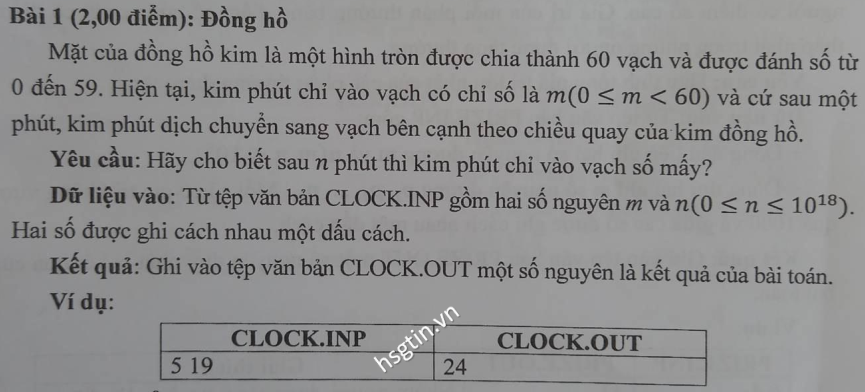 Bài 1 (2,00 điểm): Đồng hồ
Mặt của đồng hồ kim là một hình tròn được chia thành 60 vạch và được đánh số từ
0 đến 59. Hiện tại, kim phút chỉ vào vạch có chỉ số là m(0 ≤ m < 60) và cứ sau một
phút, kim phút dịch chuyển sang vạch bên cạnh theo chiều quay của kim đồng hồ.
Yêu cầu: Hãy cho biết sau n phút thì kim phút chỉ vào vạch số mấy?
Dữ liệu vào: Từ tệp văn bản CLOCK.INP gồm hai số nguyên m và n(0 ≤ n ≤ 10¹⁸).
Hai số được ghi cách nhau một dấu cách.
Kết quả: Ghi vào tệp văn bản CLOCK.OUT một số nguyên là kết quả của bài toán.
Ví dụ:
CLOCK.INP CLOCK.OUT
5 19 24
hsgtin.vn